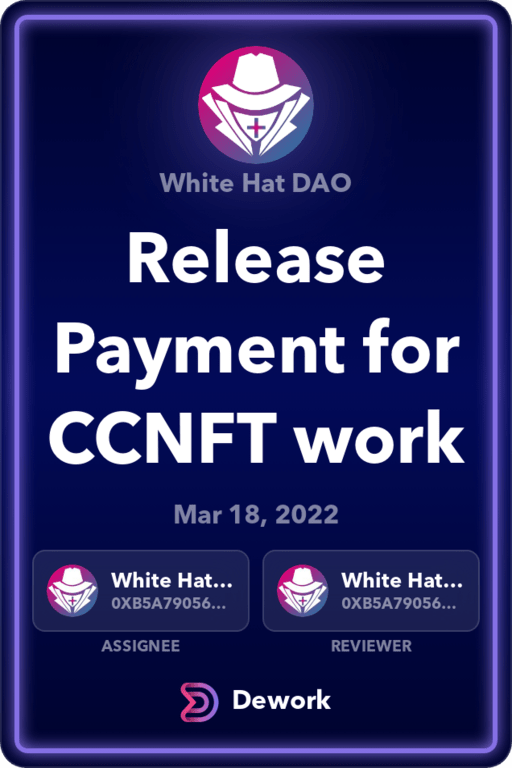 White Hat DAO
Release
Payment for
CCNFT work
Mar 18, 2022
White Hat... White Hat...
0XB5A79056... 0XB5A79056...
ASSIGNEE REVIEWER
Dework